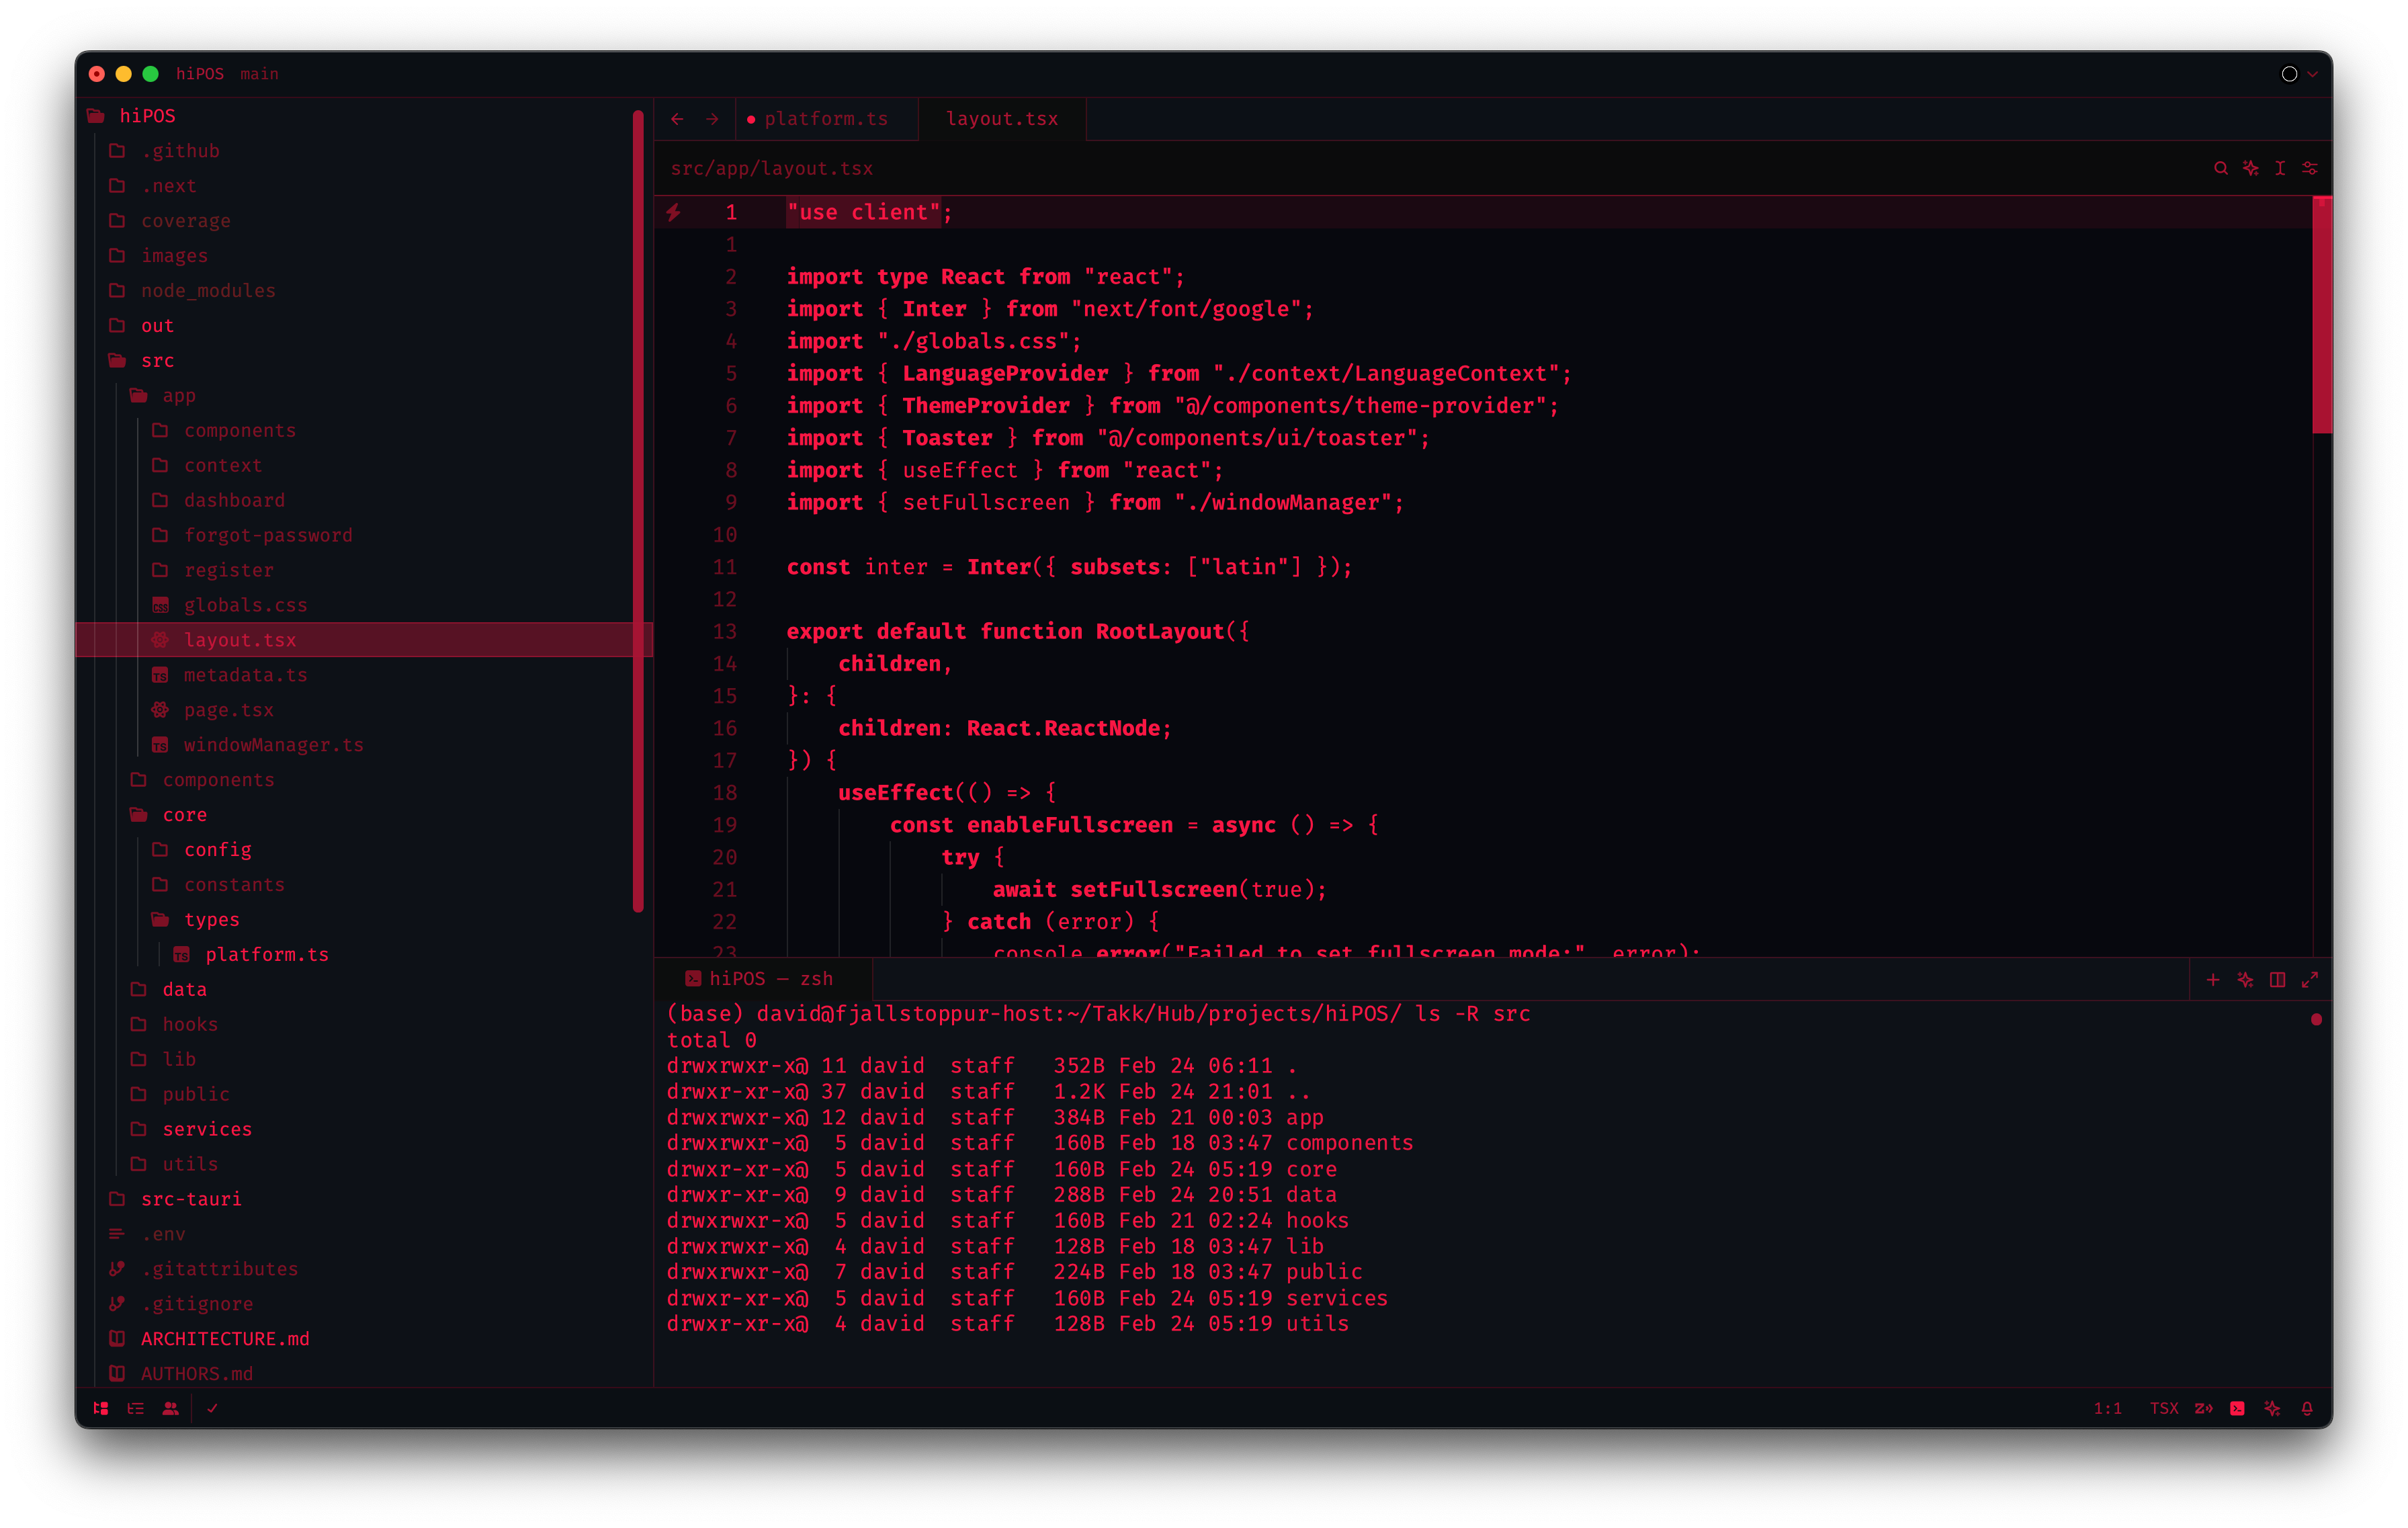 hiPOS main
hiPOS
.github
.next
coverage
images
node_modules
out
src
app
components
context
dashboard
forgot-password
register
globals.css
layout.tsx
metadata.ts
page.tsx
windowManager.ts
components
core
config
constants
types
platform.ts
data
hooks
lib
public
services
utils
src-tauri
.env
.gitattributes
.gitignore
ARCHITECTURE.md
AUTHORS.md
platform.ts layout.tsx
src/app/layout.tsx
1 "use client";
1
2 import type React from "react";
3 import { Inter } from "next/font/google";
4 import "./globals.css";
5 import { LanguageProvider } from "./context/LanguageContext";
6 import { ThemeProvider } from "@/components/theme-provider";
7 import { Toaster } from "@/components/ui/toaster";
8 import { useEffect } from "react";
9 import { setFullscreen } from "./windowManager";
10
11 const inter = Inter({ subsets: ["latin"] });
12
13 export default function RootLayout({
14 children,
15 }: {
16 children: React.ReactNode;
17 }) {
18 useEffect(() => {
19 const enableFullscreen = async () => {
20 try {
21 await setFullscreen(true);
22 } catch (error) {
23 console.error("Failed to set fullscreen mode:", error);
hiPOS — zsh
(base) david@fjallstoppur-host:~/Takk/Hub/projects/hiPOS/ ls -R src
total 0
drwxrwxr-x@ 11 david staff 352B Feb 24 06:11 .
drwxr-xr-x@ 37 david staff 1.2K Feb 24 21:01 ..
drwxrwxr-x@ 12 david staff 384B Feb 21 00:03 app
drwxrwxr-x@ 5 david staff 160B Feb 18 03:47 components
drwxr-xr-x@ 5 david staff 160B Feb 24 05:19 core
drwxr-xr-x@ 9 david staff 288B Feb 24 20:51 data
drwxrwxr-x@ 5 david staff 160B Feb 21 02:24 hooks
drwxrwxr-x@ 4 david staff 128B Feb 18 03:47 lib
drwxrwxr-x@ 7 david staff 224B Feb 18 03:47 public
drwxr-xr-x@ 5 david staff 160B Feb 24 05:19 services
drwxr-xr-x@ 4 david staff 128B Feb 24 05:19 utils
1:1 TSX